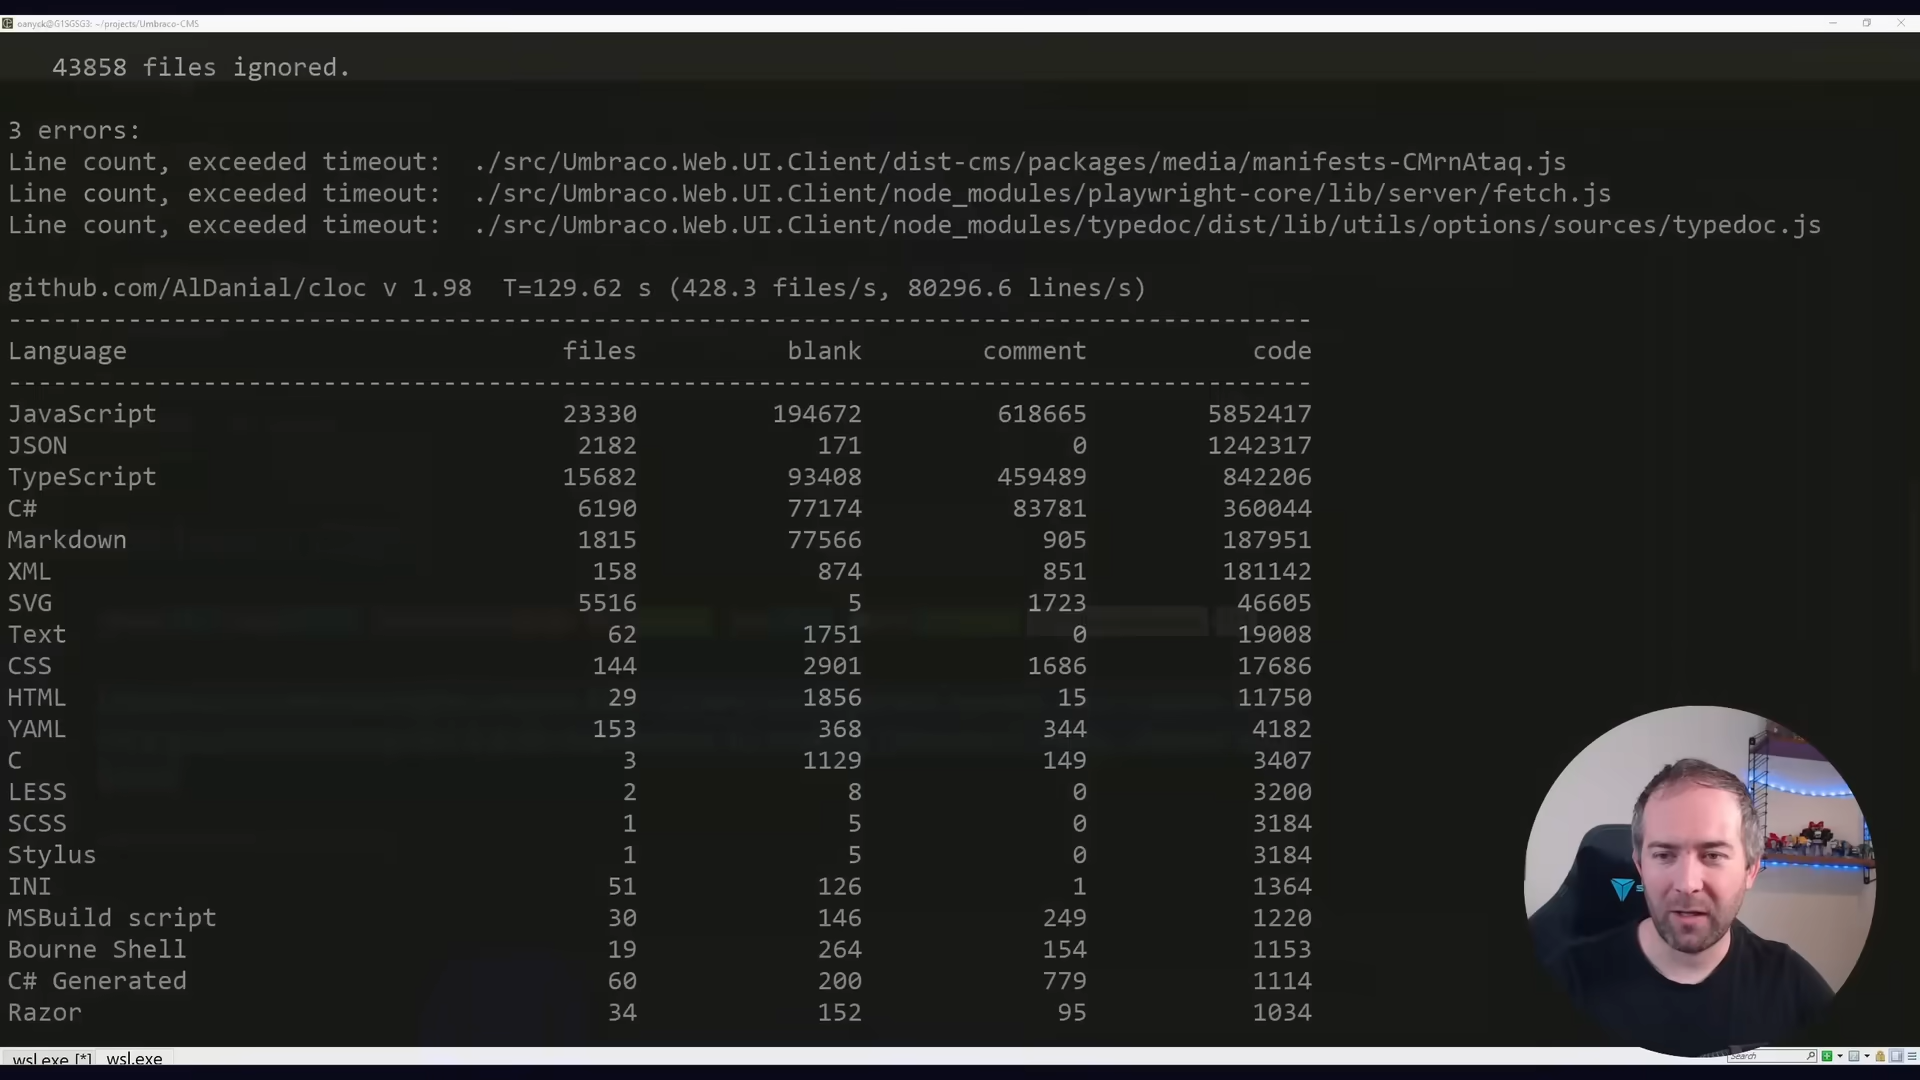 oanyck@G1SGSG3: ~/projects/Umbraco-CMS
43858 files ignored.
3 errors:
Line count, exceeded timeout: ./src/Umbraco.Web.UI.Client/dist-cms/packages/media/manifests-CMrnAtaq.js
Line count, exceeded timeout: ./src/Umbraco.Web.UI.Client/node_modules/playwright-core/lib/server/fetch.js
Line count, exceeded timeout: ./src/Umbraco.Web.UI.Client/node_modules/typedoc/dist/lib/utils/options/sources/typedoc.js
github.com/AlDanial/cloc v 1.98 T=129.62 s (428.3 files/s, 80296.6 lines/s)
Language files blank comment code
JavaScript 23330 194672 618665 5852417
JSON 2182 171 0 1242317
TypeScript 15682 93408 459489 842206
C# 6190 77174 83781 360044
Markdown 1815 77566 905 187951
XML 158 874 851 181142
SVG 5516 5 1723 46605
Text 62 1751 0 19008
CSS 144 2901 1686 17686
HTML 29 1856 15 11750
YAML 153 368 344 4182
C 3 1129 149 3407
LESS 2 8 0 3200
SCSS 1 5 0 3184
Stylus 1 5 0 3184
INI 51 126 1 1364
MSBuild script 30 146 249 1220
Bourne Shell 19 264 154 1153
C# Generated 60 200 779 1114
Razor 34 152 95 1034
wsl.exe [*] wsl.exe
Search